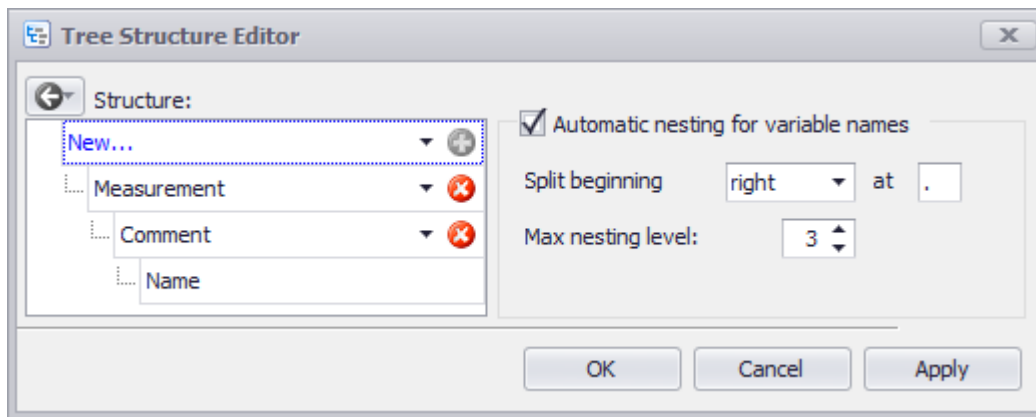 Tree Structure Editor
Structure:
New...
Measurement
Comment
Name
Automatic nesting for variable names
Split beginning right at .
Max nesting level: 3
OK Cancel Apply